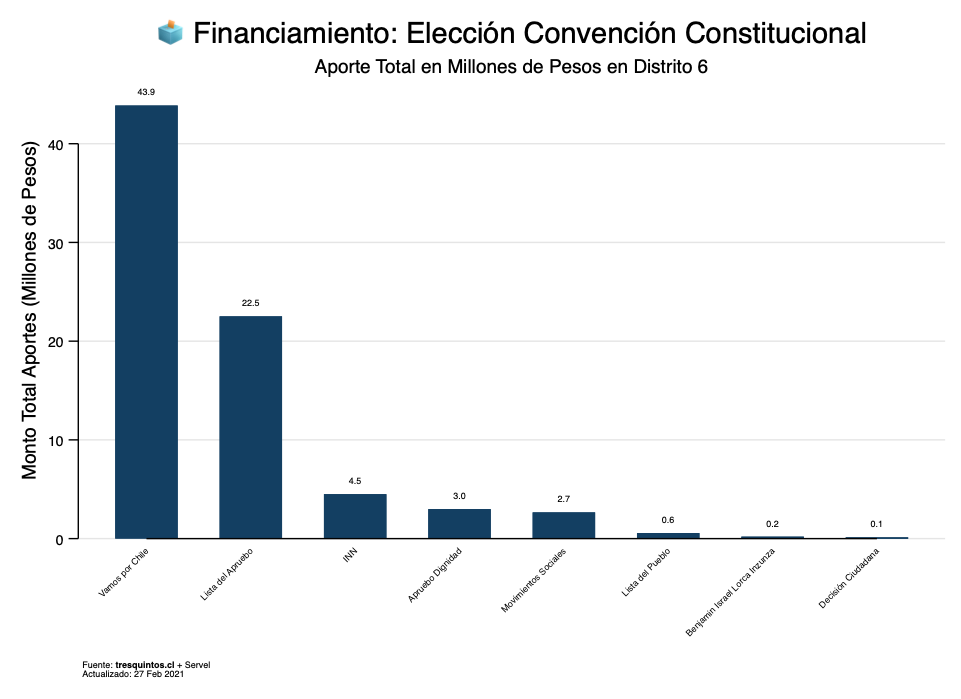 Financiamiento: Elección Convención Constitucional
Aporte Total en Millones de Pesos en Distrito 6
Monto Total Aportes (Millones de Pesos)
40
30
20
10
0
43.9
22.5
4.5
3.0
2.7
0.6
0.2
0.1
Vamos por Chile
Lista del Apruebo
INN
Apruebo Dignidad
Movimientos Sociales
Lista del Pueblo
Benjamin Israel Lorca Inzunza
Decisión Ciudadana
Fuente: tresquintos.cl + Servel
Actualizado: 27 Feb 2021